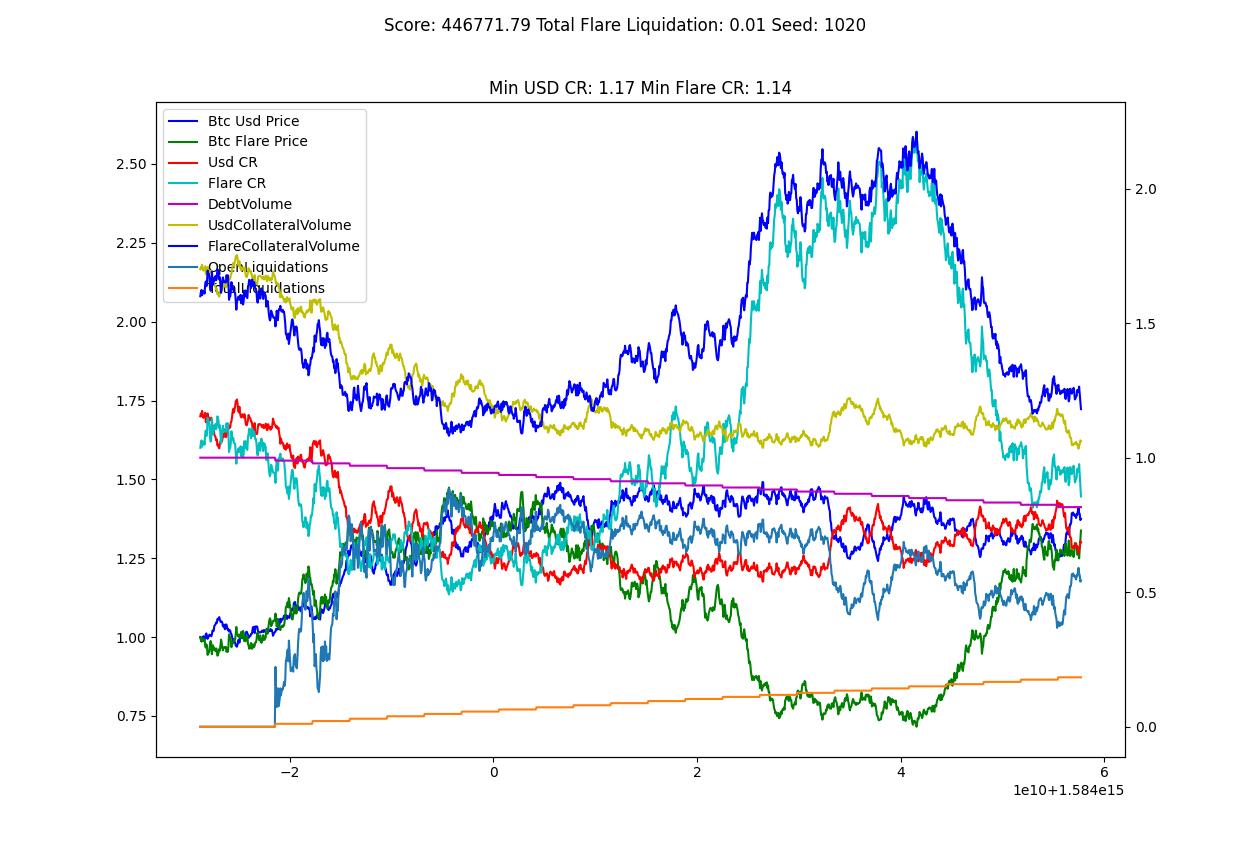 Score: 446771.79 Total Flare Liquidation: 0.01 Seed: 1020
Min USD CR: 1.17 Min Flare CR: 1.14
Btc Usd Price
Btc Flare Price
Usd CR
Flare CR
DebtVolume
UsdCollateralVolume
FlareCollateralVolume
OpenLiquidations
TotalLiquidations
2.50
2.25
2.00
1.75
1.50
1.25
1.00
0.75
2.0
1.5
1.0
0.5
0.0
−2
0
2
4
6
1e10+1.584e15